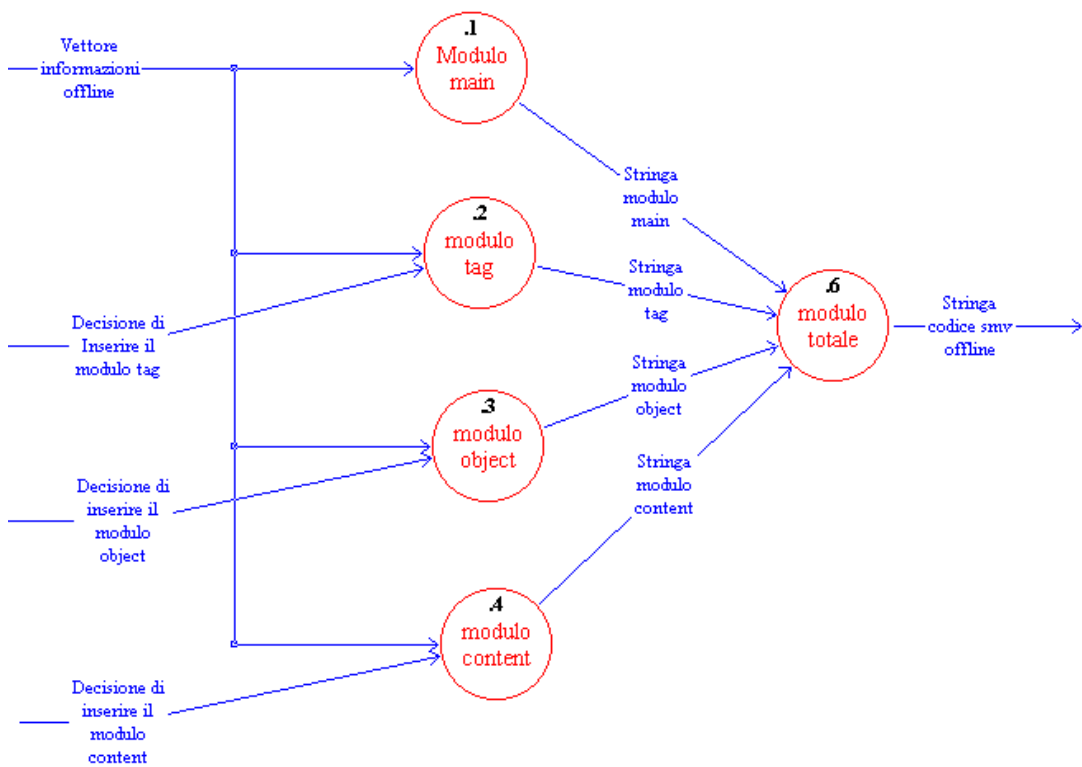 Vettore
informazioni
offline
.1
Modulo
main
Stringa
modulo
main
.2
modulo
tag
Decisione di
Inserire il
modulo tag
Stringa
modulo
tag
.6
modulo
totale
Stringa
codice smv
offline
.3
modulo
object
Stringa
modulo
object
Decisione di
inserire il
modulo
object
Stringa
modulo
content
.4
modulo
content
Decisione di
inserire il
modulo
content